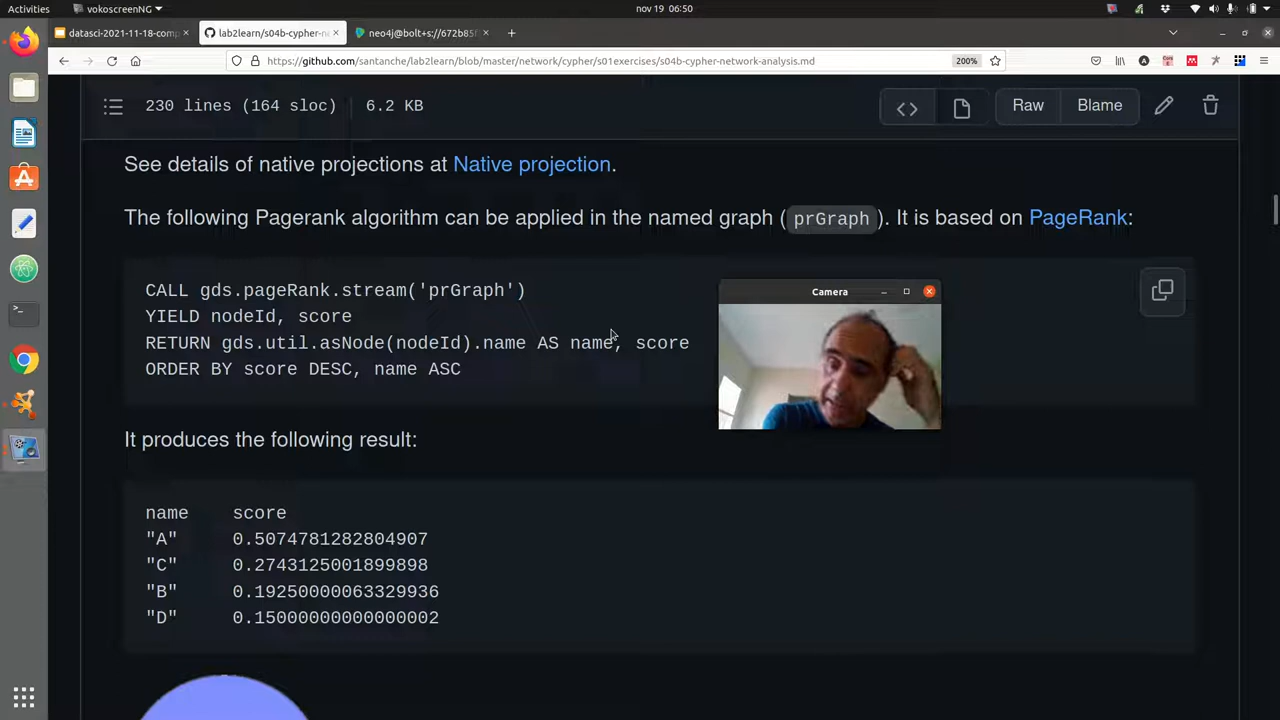 Activities
vokoscreenNG
nov 19 06:50
datasci-2021-11-18-comp
lab2learn/s04b-cypher-ne
neo4j@bolt+s://672b85f
https://github.com/santanche/lab2learn/blob/master/network/cypher/s01exercises/s04b-cypher-network-analysis.md
200%
230 lines (164 sloc) 6.2 KB
Raw
Blame
See details of native projections at Native projection.
The following Pagerank algorithm can be applied in the named graph ( prGraph ). It is based on PageRank:
CALL gds.pageRank.stream('prGraph')
YIELD nodeId, score
RETURN gds.util.asNode(nodeId).name AS name, score
ORDER BY score DESC, name ASC
Camera
It produces the following result:
name score
"A" 0.5074781282804907
"C" 0.2743125001899898
"B" 0.19250000063329936
"D" 0.15000000000000002